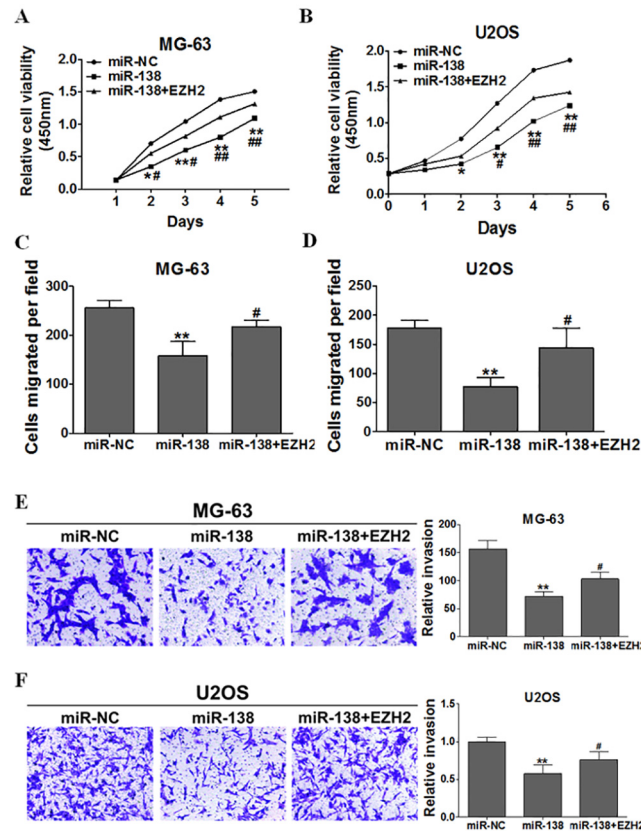 A
MG-63
miR-NC
miR-138
miR-138+EZH2
Relative cell viability
(450nm)
2.0
1.5
1.0
0.5
0.0
*#
**#
**
##
**
##
1 2 3 4 5
Days
B
U2OS
miR-NC
miR-138
miR-138+EZH2
Relative cell viability
(450nm)
2.0
1.5
1.0
0.5
0.0
*
**
#
**
##
**
##
0 1 2 3 4 5 6
Days
C
MG-63
Cells migrated per field
300
200
100
0
**
#
miR-NC miR-138 miR-138+EZH2
D
U2OS
Cells migrated per field
250
200
150
100
50
0
**
#
miR-NC miR-138 miR-138+EZH2
E
MG-63
miR-NC miR-138 miR-138+EZH2
MG-63
Relative invasion
200
150
100
50
0
**
#
miR-NC miR-138 miR-138+EZH2
F
U2OS
miR-NC miR-138 miR-138+EZH2
U2OS
Relative invasion
1.5
1.0
0.5
0.0
**
#
miR-NC miR-138 miR-138+EZH2